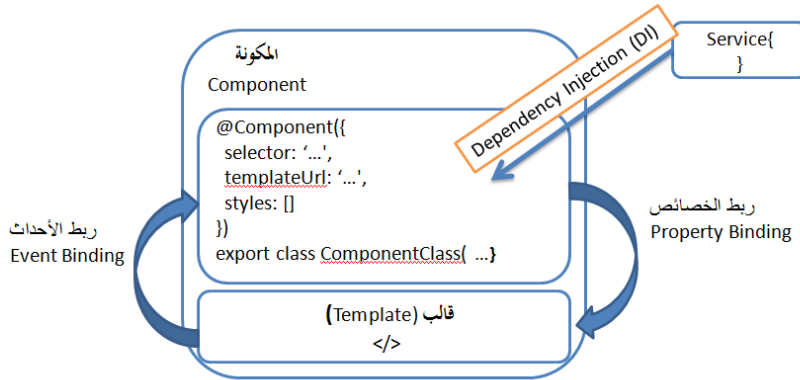 المكونة
Component
Service{
}
Dependency Injection (DI)
@Component({
selector: ‘...',
templateUrl: ‘...',
styles: []
})
export class ComponentClass( ...}
ربط الأحداث
Event Binding
ربط الخصائص
Property Binding
قالب (Template)
</>